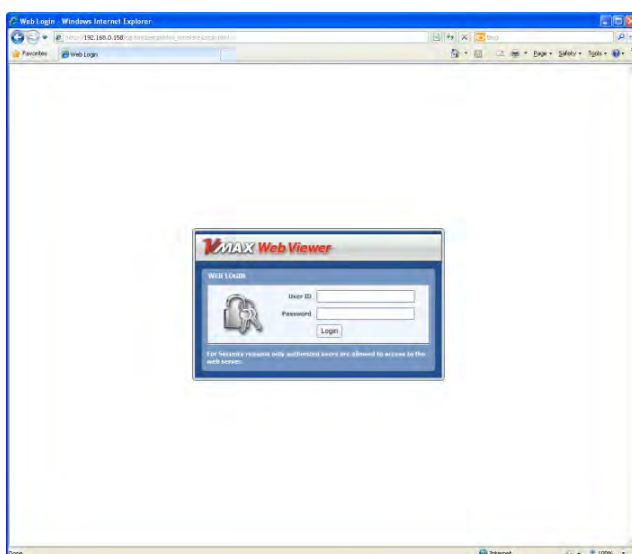 Web Login - Windows Internet Explorer
192.168.0.150
Bing
Favorites Web Login Page Safety Tools
VMAX Web Viewer
WEB LOGIN
User ID
Password
Login
For Security reasons only authorized users are allowed to access to the
web server.
Done Internet 100%